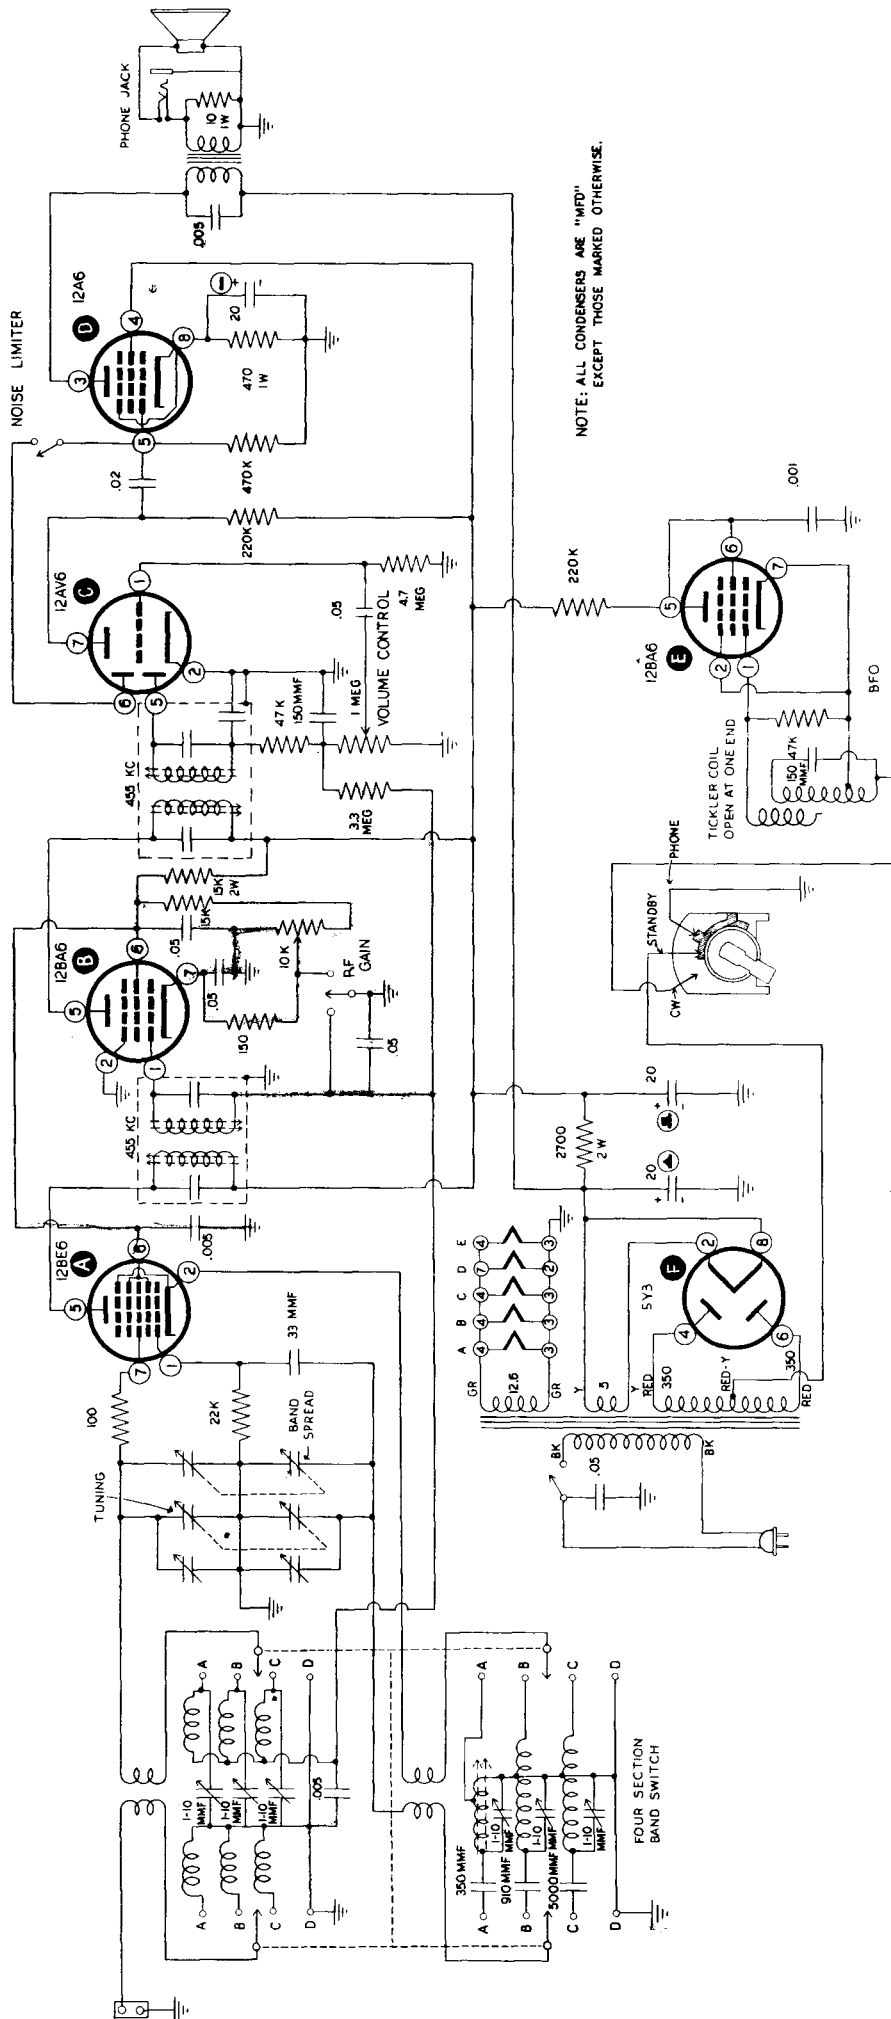 PHONE JACK
10
1W
.005
12A6
D
3
4
8
5
20
+
-
470
1W
470K
NOISE LIMITER
.02
220K
12AV6
C
7
1
6
5
2
.05
4.7
MEG
VOLUME CONTROL
1 MEG
47K
150MMF
3.3
MEG
455 KC
15K
2W
15K
12BA6
B
5
6
7
2
1
.05
.05
150
10K
RF
GAIN
.05
455 KC
12BE6
A
5
6
2
7
1
.005
100
22K
33 MMF
BAND
SPREAD
TUNING
A
B
C
D
1-10
MMF
1-10
MMF
1-10
MMF
.005
A
B
C
D
A
B
C
D
350 MMF
910 MMF
5000MMF
1-10
MMF
1-10
MMF
1-10
MMF
A
B
C
D
FOUR SECTION
BAND SWITCH
A
B
C
D
E
4
4
4
7
4
3
3
3
2
3
GR
12.6
GR
Y
5
Y
RED
350
RED-Y
350
RED
BK
BK
.05
5Y3
F
2
8
4
6
2700
2 W
20
+
-
20
+
-
CW
STANDBY
PHONE
TICKLER COIL
OPEN AT ONE END
150
MMF
47K
BFO
12BA6
E
5
6
7
2
1
220K
.001
NOTE: ALL CONDENSERS ARE "MFD"
EXCEPT THOSE MARKED OTHERWISE.